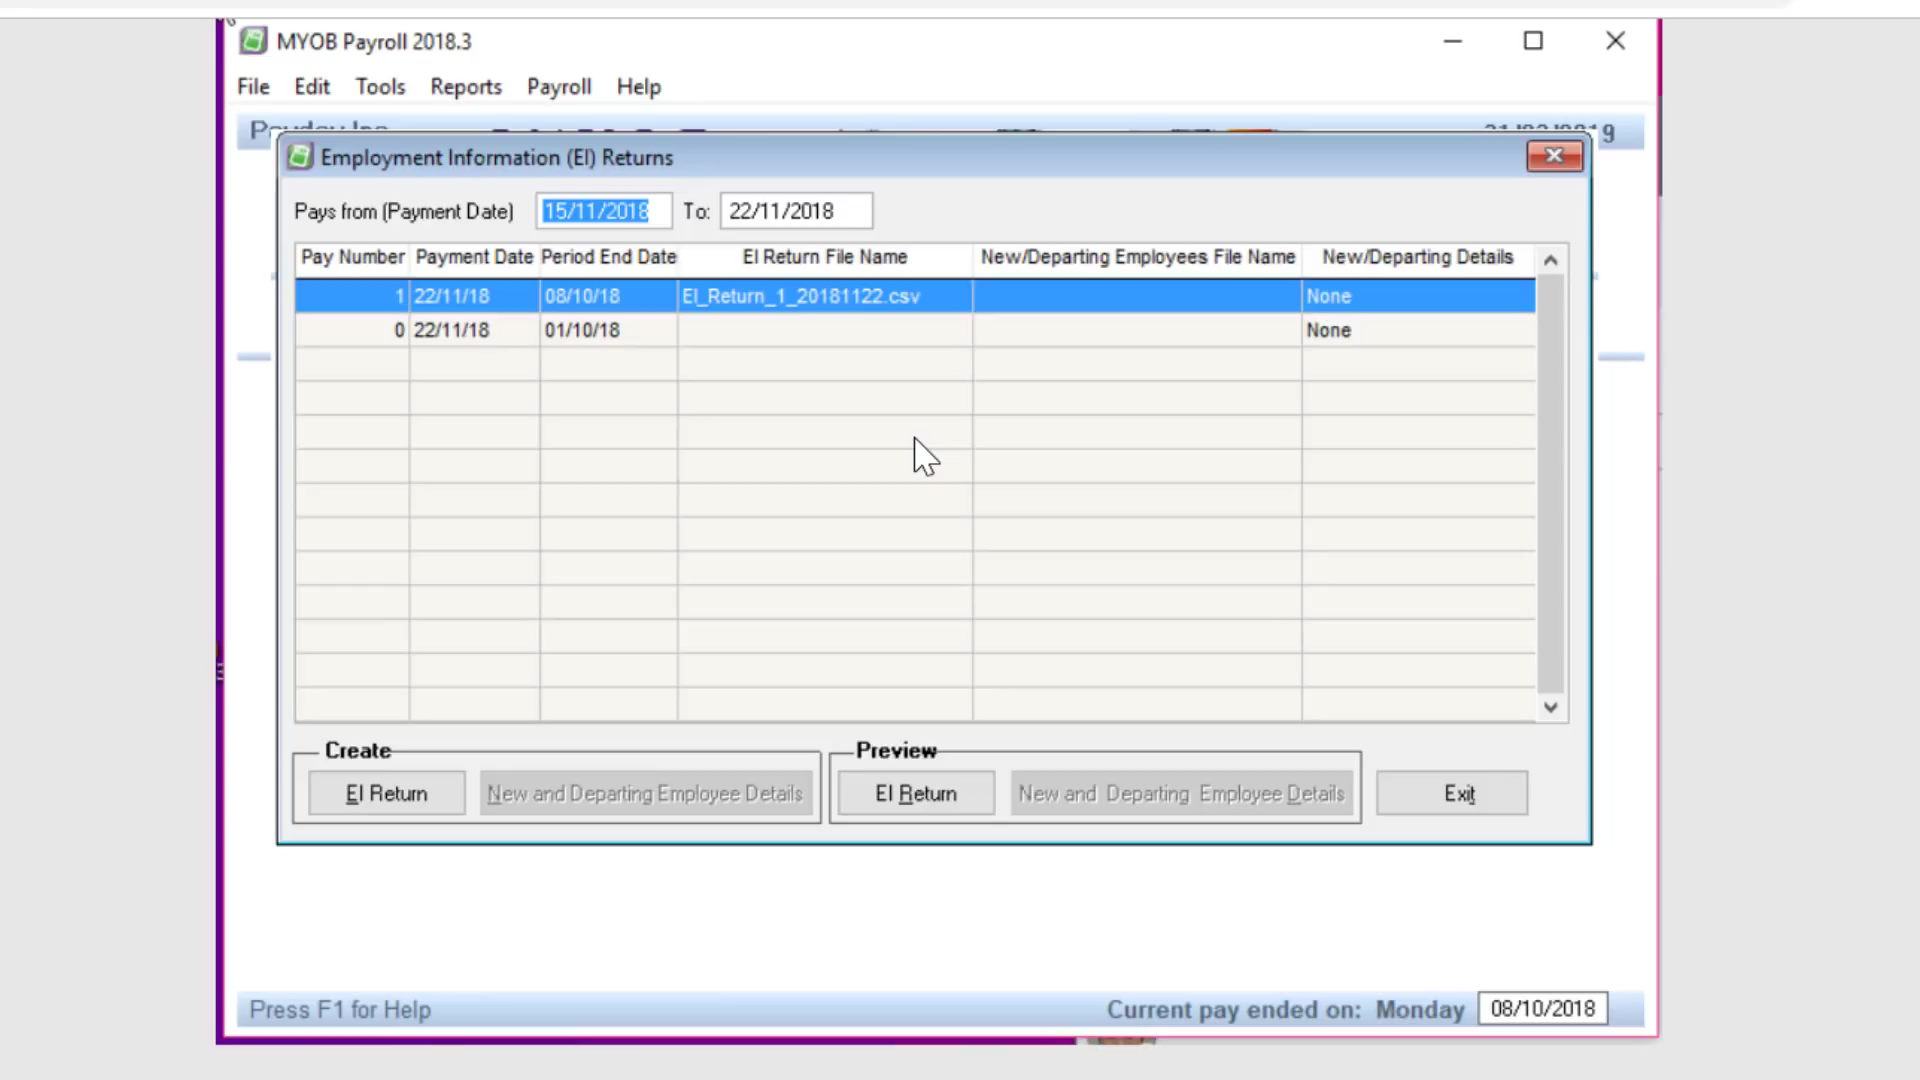 MYOB Payroll 2018.3
File Edit Tools Reports Payroll Help
Employment Information (EI) Returns
Pays from (Payment Date) 15/11/2018 To: 22/11/2018
Pay Number Payment Date Period End Date EI Return File Name New/Departing Employees File Name New/Departing Details
1 22/11/18 08/10/18 EI_Return_1_20181122.csv None
0 22/11/18 01/10/18 None
Create Preview
EI Return New and Departing Employee Details EI Return New and Departing Employee Details Exit
Press F1 for Help Current pay ended on: Monday 08/10/2018